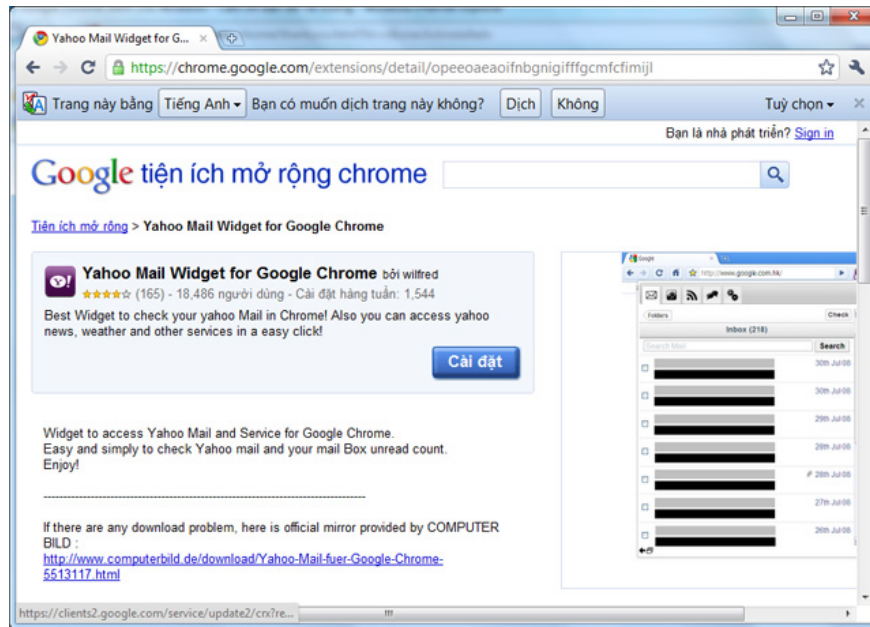 Yahoo Mail Widget for G...
https://chrome.google.com/extensions/detail/opeeoaeaoifnbgnigifffgcmfcfimijl
Trang này bằng Tiếng Anh Bạn có muốn dịch trang này không? Dịch Không Tuỳ chọn
Bạn là nhà phát triển? Sign in
Google tiện ích mở rộng chrome
Tiện ích mở rộng > Yahoo Mail Widget for Google Chrome
Yahoo Mail Widget for Google Chrome bởi wilfred
(165) - 18,486 người dùng - Cài đặt hàng tuần: 1,544
Best Widget to check your yahoo Mail in Chrome! Also you can access yahoo
news, weather and other services in a easy click!
Cài đặt
Widget to access Yahoo Mail and Service for Google Chrome.
Easy and simply to check Yahoo mail and your mail Box unread count.
Enjoy!
If there are any download problem, here is official mirror provided by COMPUTER
BILD :
http://www.computerbild.de/download/Yahoo-Mail-fuer-Google-Chrome-
5513117.html
https://clients2.google.com/service/update2/crx?re...
Google
http://www.google.com.hk/
Folders Check
Inbox (218)
Search Mail Search
30th Jul 08
30th Jul 08
29th Jul 08
28th Jul 08
28th Jul 08
27th Jul 08
26th Jul 08